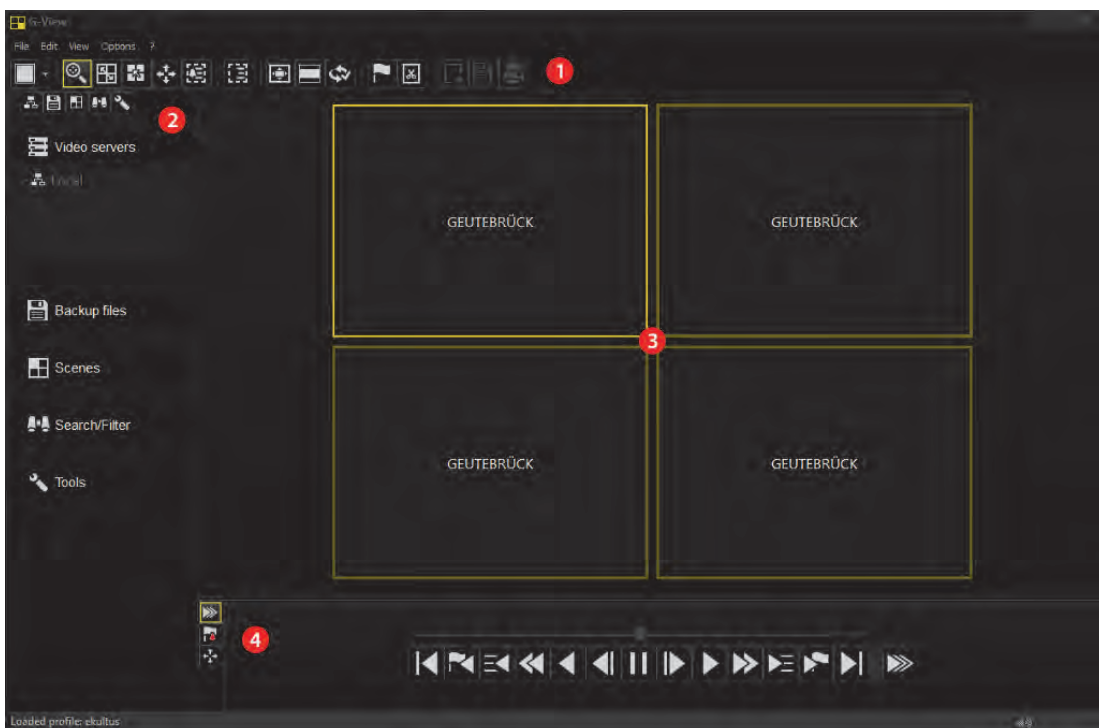 G-View
File Edit View Options ?
1
2
Video servers
Local
GEUTEBRÜCK GEUTEBRÜCK
Backup files
3
Scenes
Search/Filter
GEUTEBRÜCK GEUTEBRÜCK
Tools
4
Loaded profile: ekultus